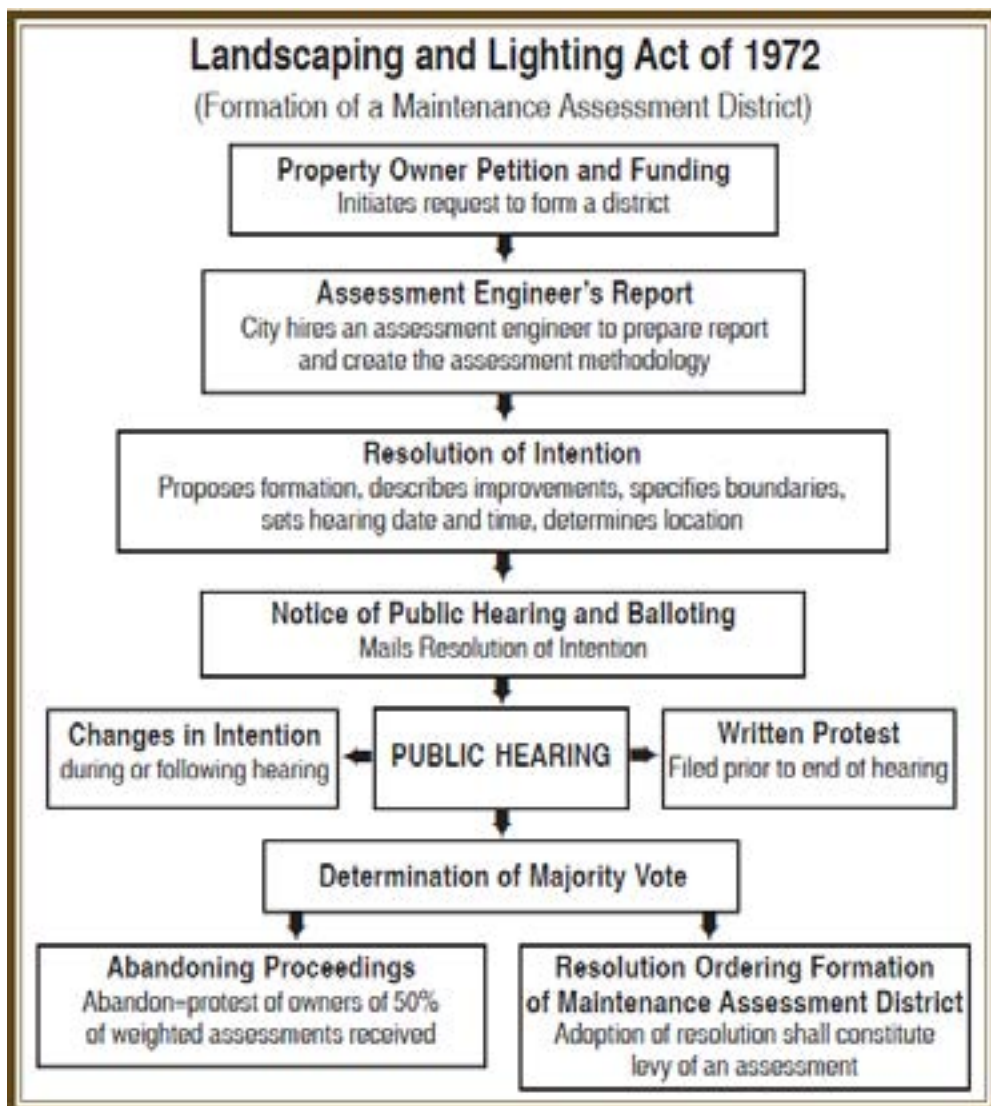 Landscaping and Lighting Act of 1972
(Formation of a Maintenance Assessment District)
Property Owner Petition and Funding
Initiates request to form a district
Assessment Engineer's Report
City hires an assessment engineer to prepare report
and create the assessment methodology
Resolution of Intention
Proposes formation, describes improvements, specifies boundaries,
sets hearing date and time, determines location
Notice of Public Hearing and Balloting
Mails Resolution of Intention
Changes in Intention
during or following hearing
PUBLIC HEARING
Written Protest
Filed prior to end of hearing
Determination of Majority Vote
Abandoning Proceedings
Abandon=protest of owners of 50%
of weighted assessments received
Resolution Ordering Formation
of Maintenance Assessment District
Adoption of resolution shall constitute
levy of an assessment